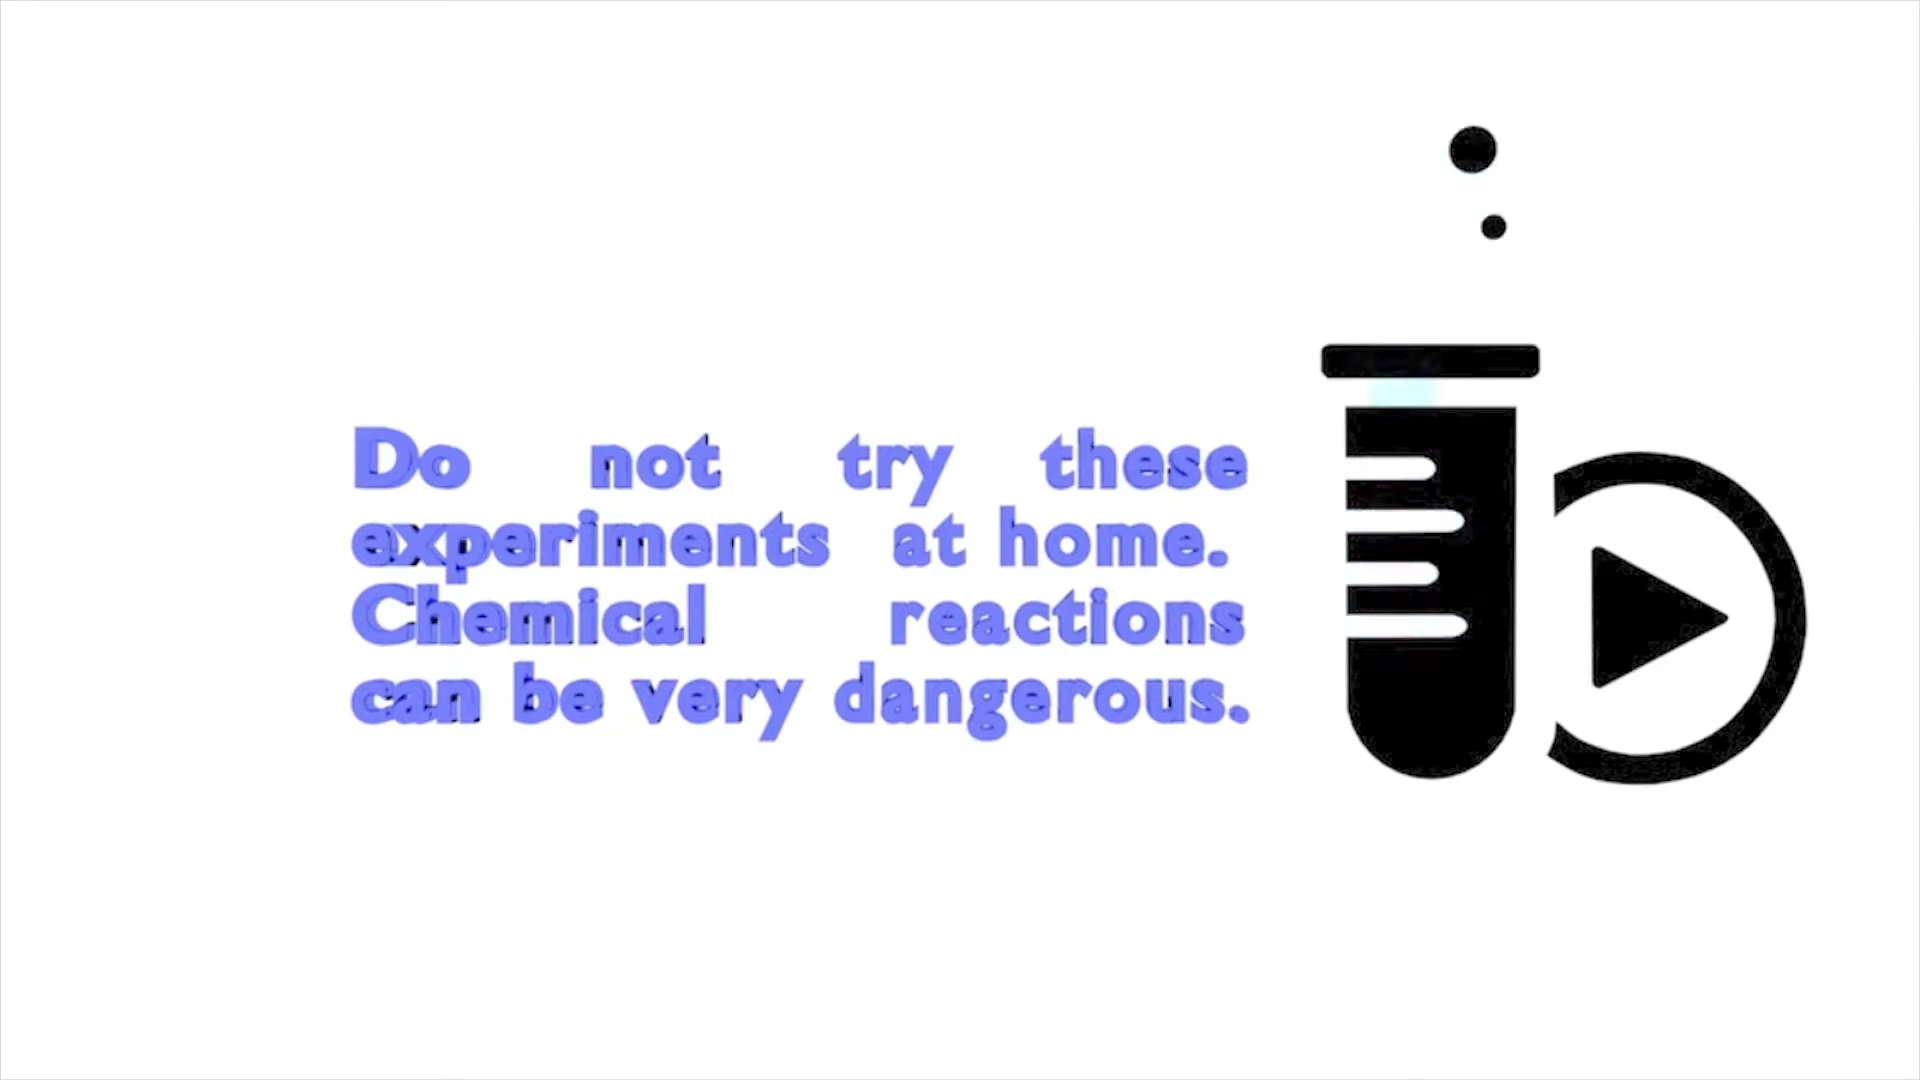 Do not try these
experiments at home.
Chemical reactions
can be very dangerous.